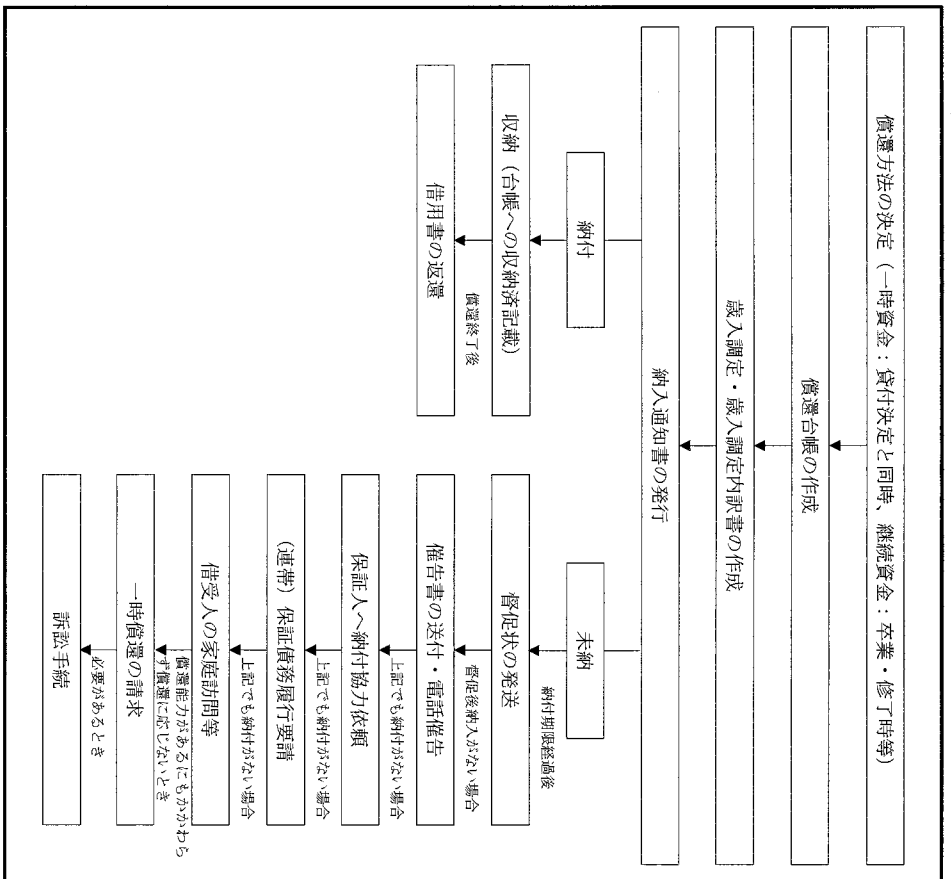 償還方法の決定（一時資金：貸付決定と同時、継続資金：卒業・修了時等）
償還台帳の作成
歳入調定・歳入調定内訳書の作成
納入通知書の発行
納付
収納（台帳への収納済記載）
償還終了後
借用書の返還
未納
納付期限経過後
督促状の発送
督促後納入がない場合
催告書の送付・電話催告
上記でも納付がない場合
保証人へ納付協力依頼
上記でも納付がない場合
（連帯）保証債務履行要請
上記でも納付がない場合
借受人の家庭訪問等
償還能力があるにもかかわら
ず償還に応じないとき
一時償還の請求
必要があるとき
訴訟手続